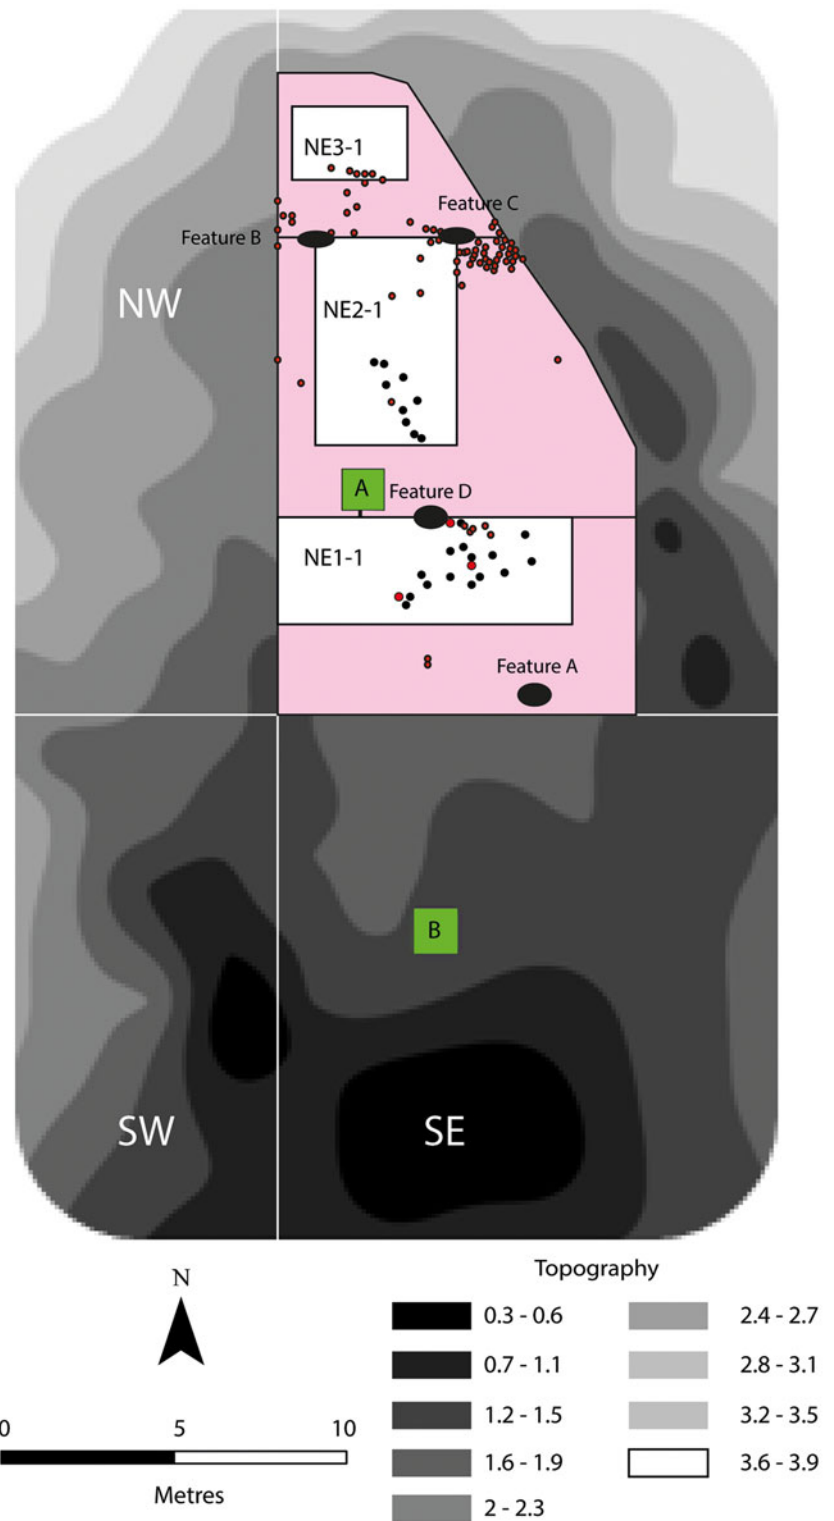 NE3-1
Feature C
Feature B
NW
NE2-1
A
Feature D
NE1-1
Feature A
B
SW
SE
N
Topography
0.3 - 0.6
2.4 - 2.7
0.7 - 1.1
2.8 - 3.1
1.2 - 1.5
3.2 - 3.5
1.6 - 1.9
3.6 - 3.9
2 - 2.3
0
5
10
Metres